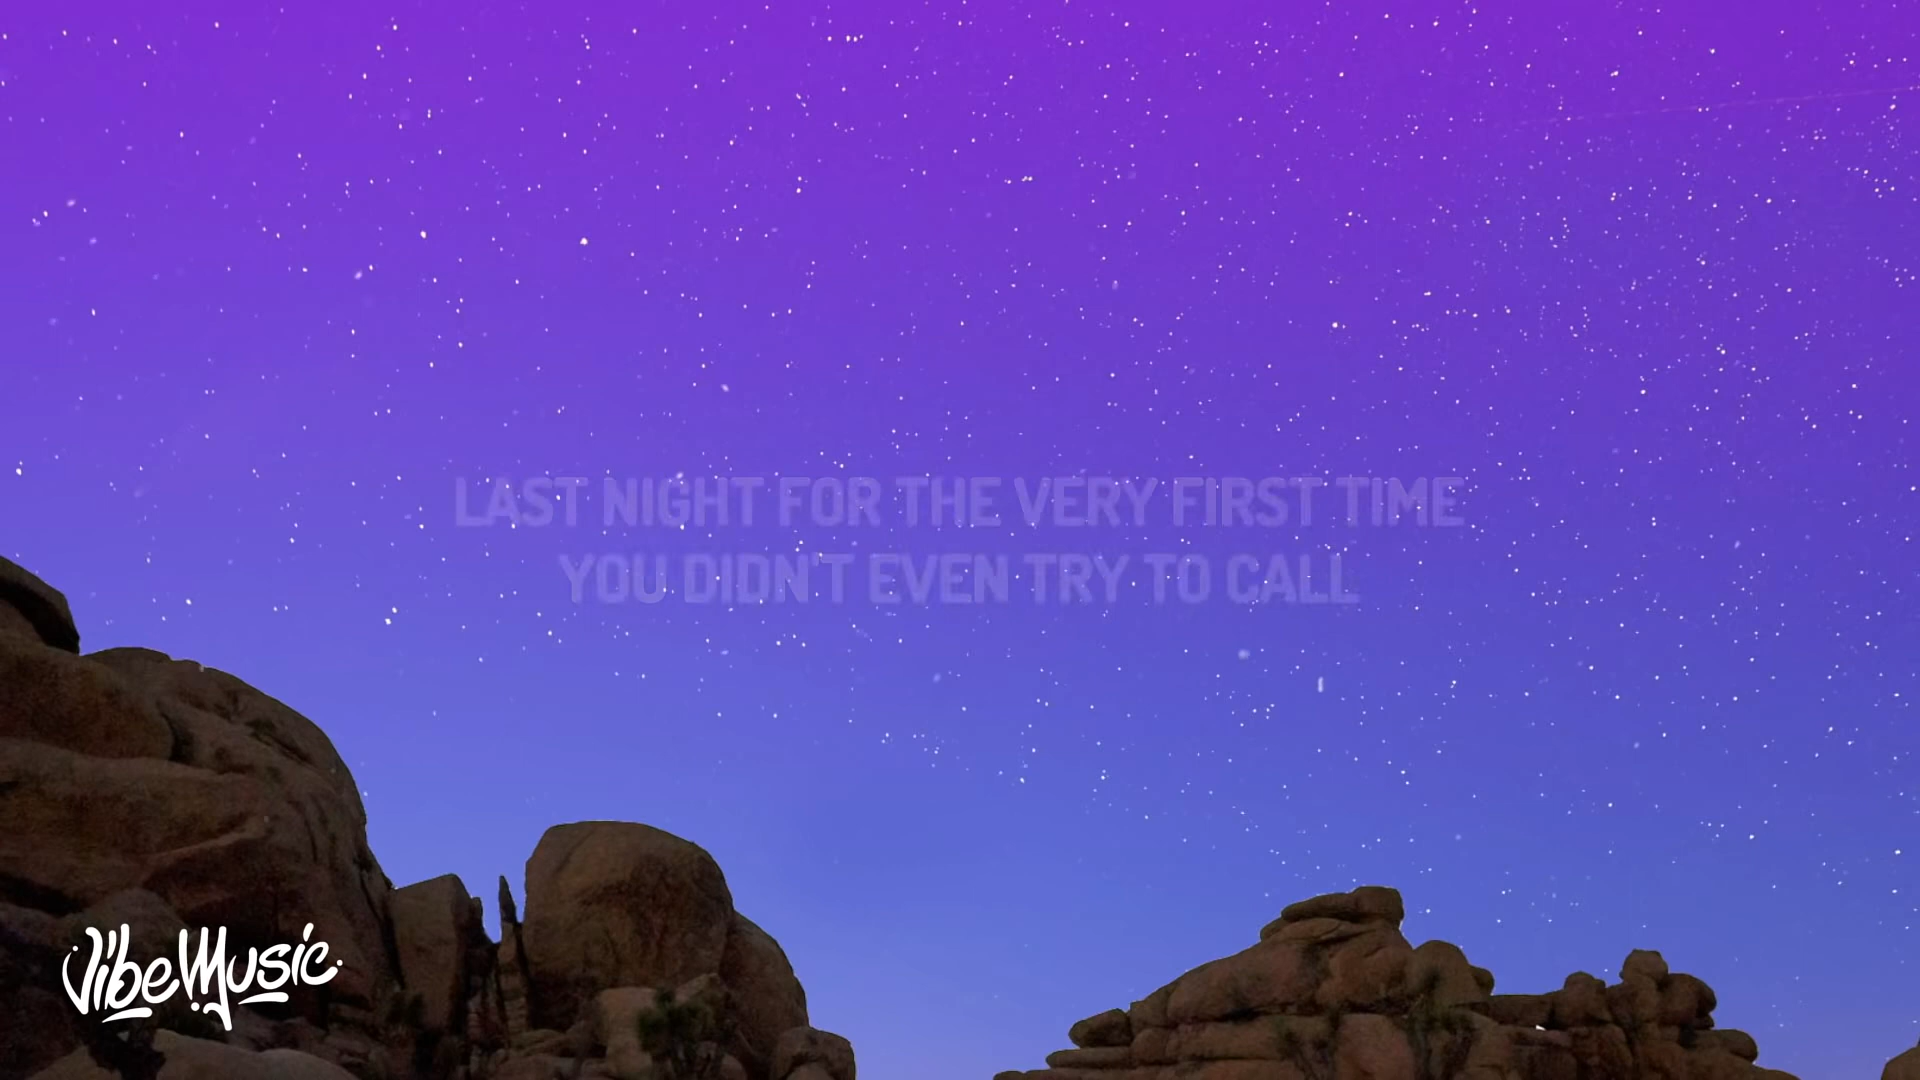 LAST NIGHT FOR THE VERY FIRST TIME
YOU DIDN'T EVEN TRY TO CALL
VibeMusic